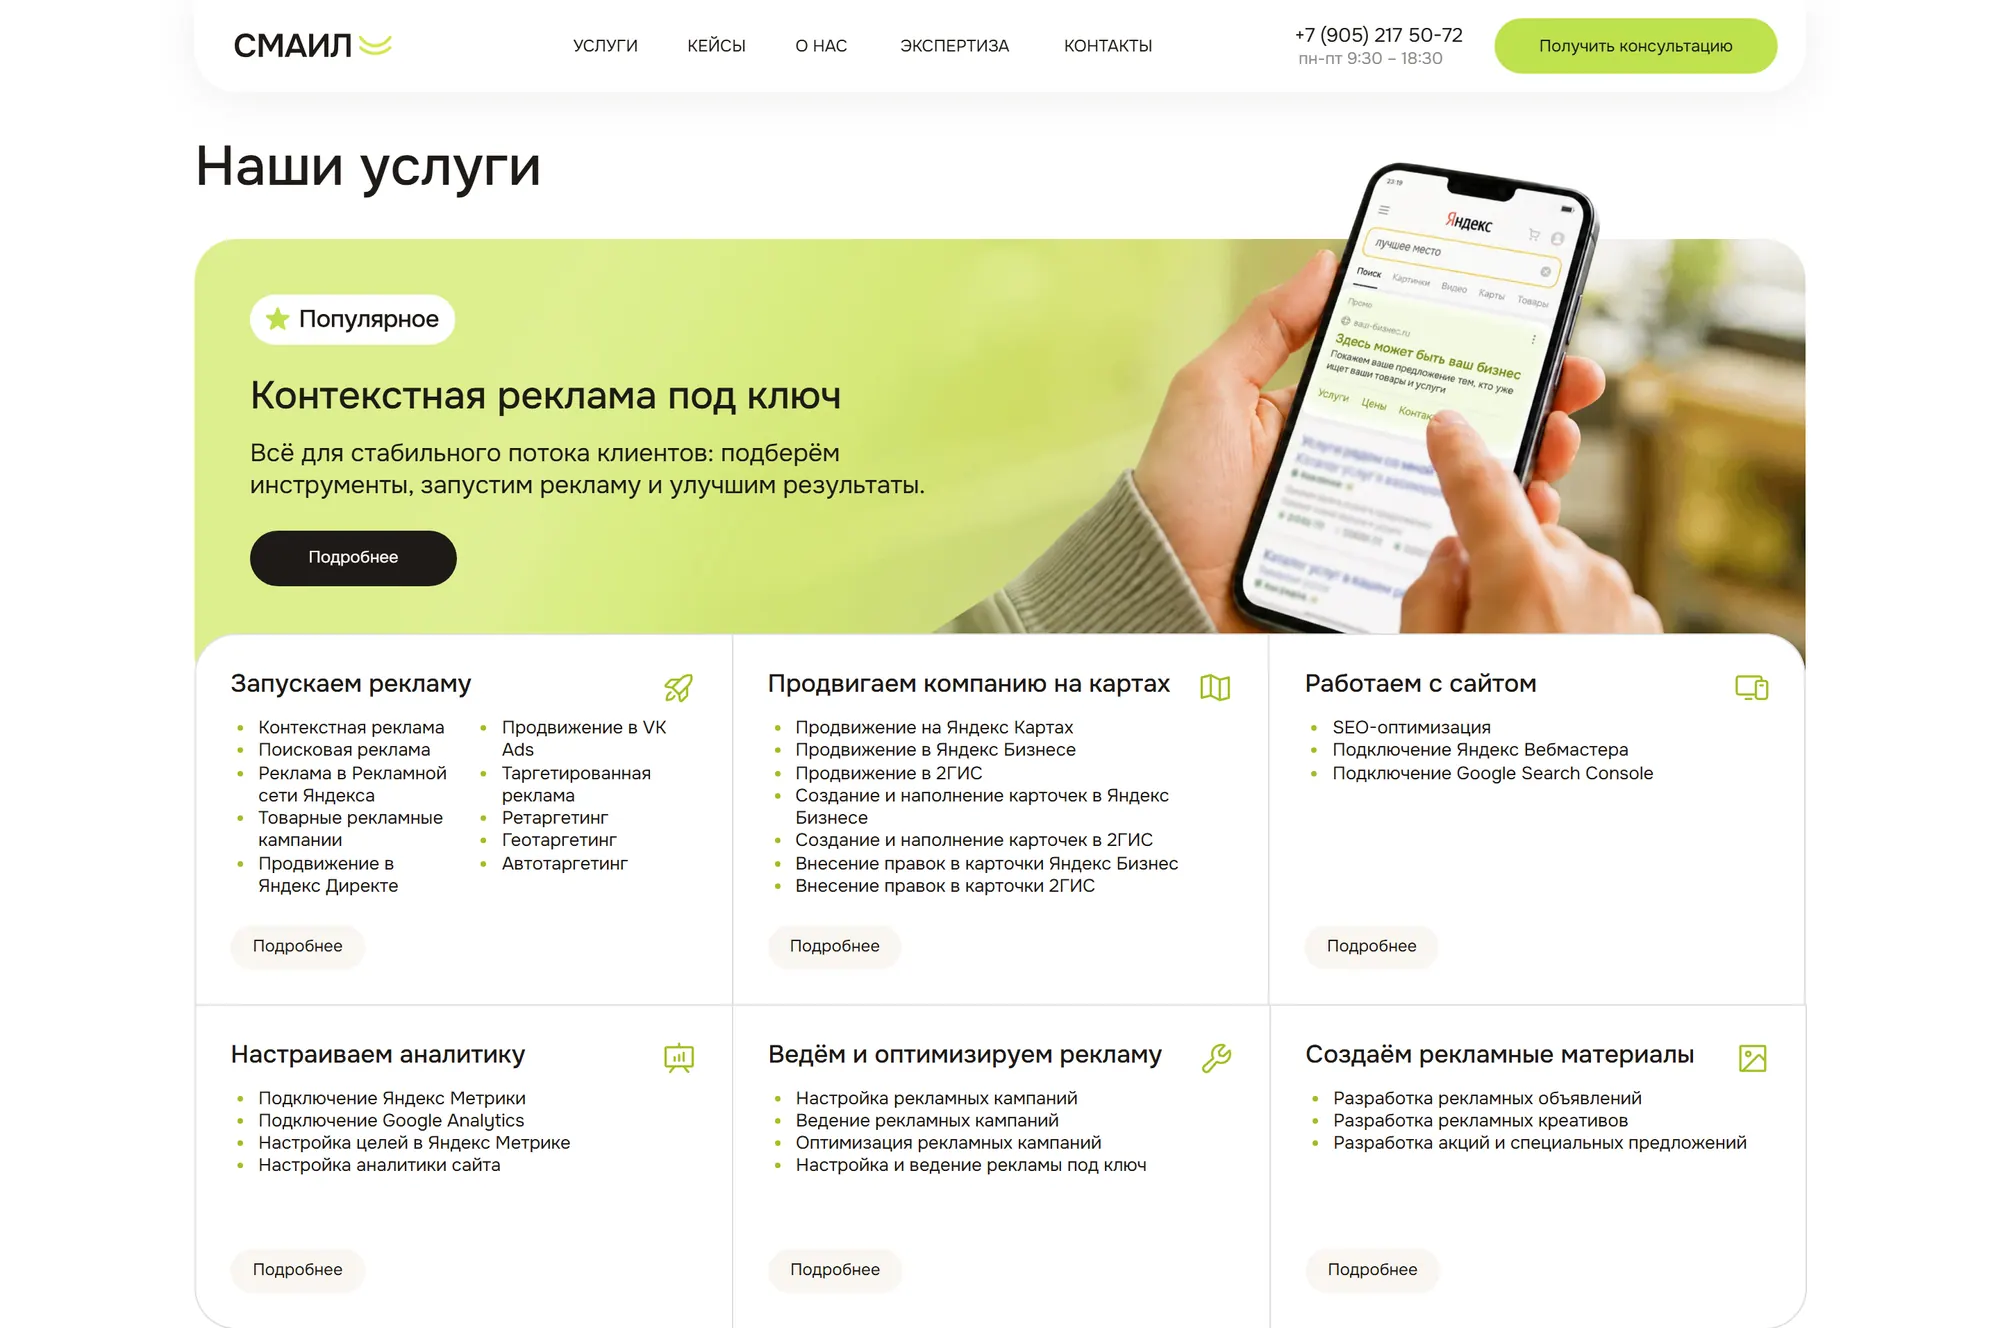 СМАИЛ
УСЛУГИ
КЕЙСЫ
О НАС
ЭКСПЕРТИЗА
КОНТАКТЫ
+7 (905) 217 50-72
пн-пт 9:30 – 18:30
Получить консультацию
Наши услуги
Популярное
Контекстная реклама под ключ
Всё для стабильного потока клиентов: подберём
инструменты, запустим рекламу и улучшим результаты.
Подробнее
23:19
Яндекс
лучшее место
Поиск Картинки Видео Карты Товары
Промо
ваш-бизнес.ru
Здесь может быть ваш бизнес
Покажем ваше предложение тем, кто уже
ищет ваши товары и услуги
Услуги Цены
Запускаем рекламу
Контекстная реклама
Поисковая реклама
Реклама в Рекламной
сети Яндекса
Товарные рекламные
кампании
Продвижение в
Яндекс Директе
Продвижение в VK
Ads
Таргетированная
реклама
Ретаргетинг
Геотаргетинг
Автотаргетинг
Подробнее
Продвигаем компанию на картах
Продвижение на Яндекс Картах
Продвижение в Яндекс Бизнесе
Продвижение в 2ГИС
Создание и наполнение карточек в Яндекс
Бизнесе
Создание и наполнение карточек в 2ГИС
Внесение правок в карточки Яндекс Бизнес
Внесение правок в карточки 2ГИС
Подробнее
Работаем с сайтом
SEO-оптимизация
Подключение Яндекс Вебмастера
Подключение Google Search Console
Подробнее
Настраиваем аналитику
Подключение Яндекс Метрики
Подключение Google Analytics
Настройка целей в Яндекс Метрике
Настройка аналитики сайта
Подробнее
Ведём и оптимизируем рекламу
Настройка рекламных кампаний
Ведение рекламных кампаний
Оптимизация рекламных кампаний
Настройка и ведение рекламы под ключ
Подробнее
Создаём рекламные материалы
Разработка рекламных объявлений
Разработка рекламных креативов
Разработка акций и специальных предложений
Подробнее